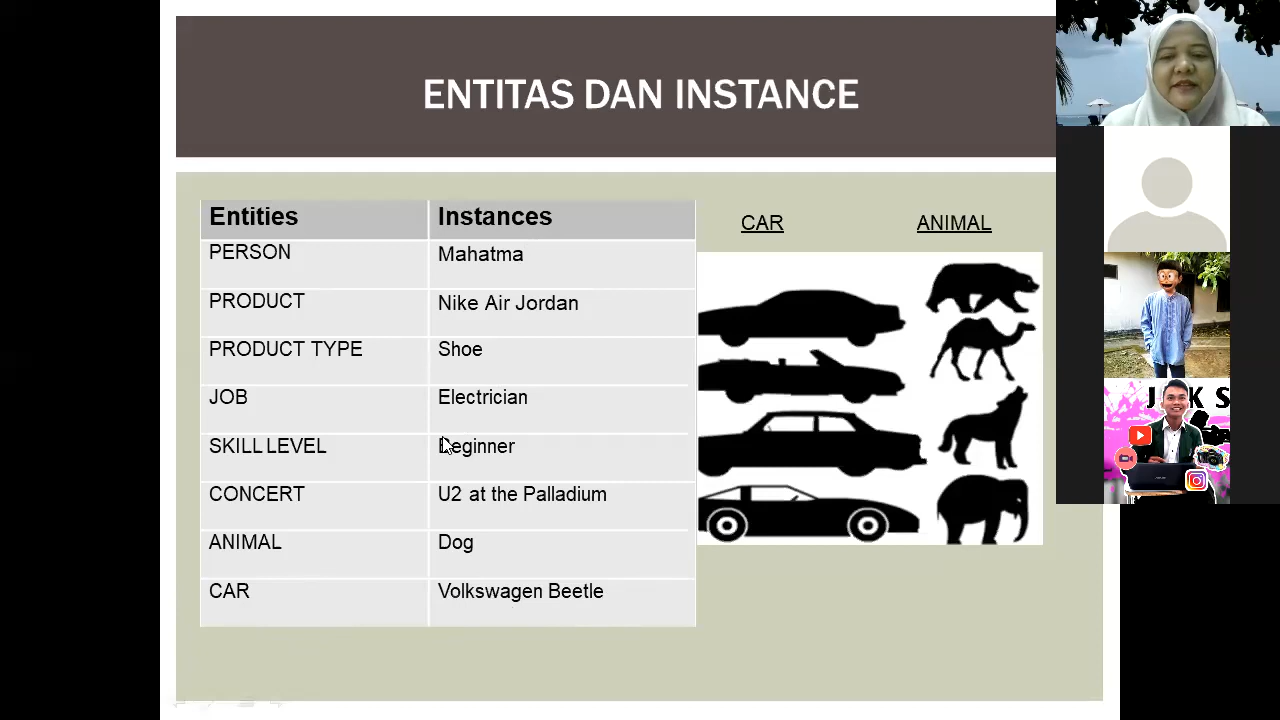 ENTITAS DAN INSTANCE
Entities Instances
PERSON Mahatma
PRODUCT Nike Air Jordan
PRODUCT TYPE Shoe
JOB Electrician
SKILL LEVEL Beginner
CONCERT U2 at the Palladium
ANIMAL Dog
CAR Volkswagen Beetle
CAR ANIMAL
J K S